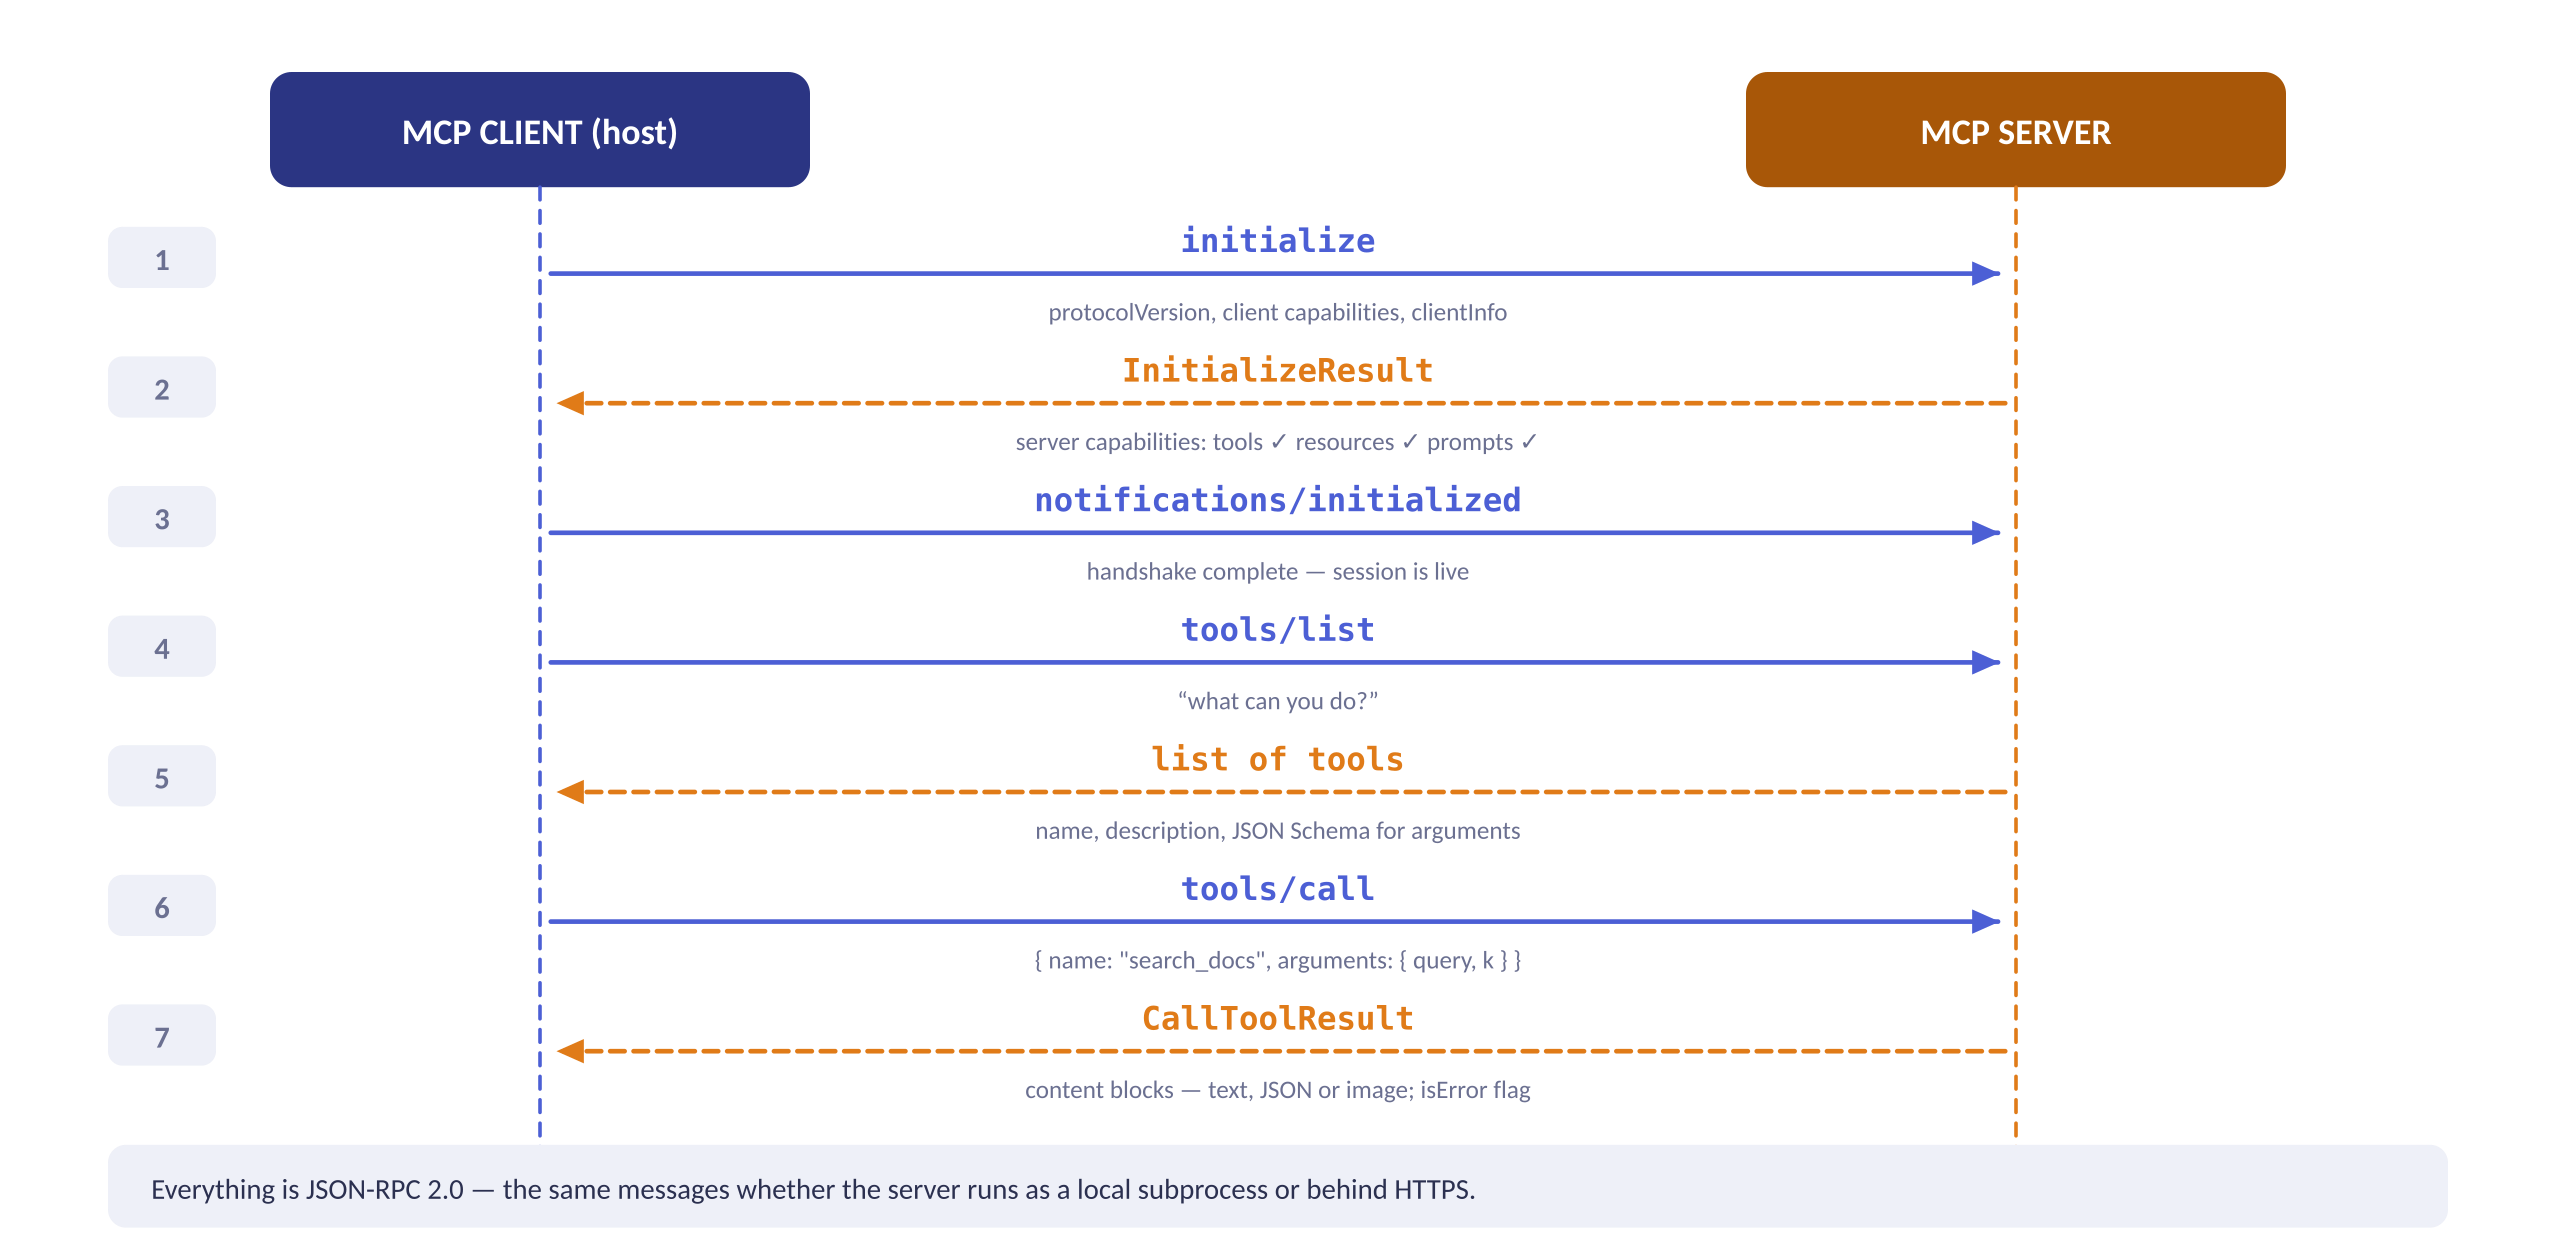 MCP CLIENT (host)
MCP SERVER
1
initialize
protocolVersion, client capabilities, clientInfo
2
InitializeResult
server capabilities: tools ✓ resources ✓ prompts ✓
3
notifications/initialized
handshake complete — session is live
4
tools/list
“what can you do?”
5
list of tools
name, description, JSON Schema for arguments
6
tools/call
{ name: "search_docs", arguments: { query, k } }
7
CallToolResult
content blocks — text, JSON or image; isError flag
Everything is JSON-RPC 2.0 — the same messages whether the server runs as a local subprocess or behind HTTPS.